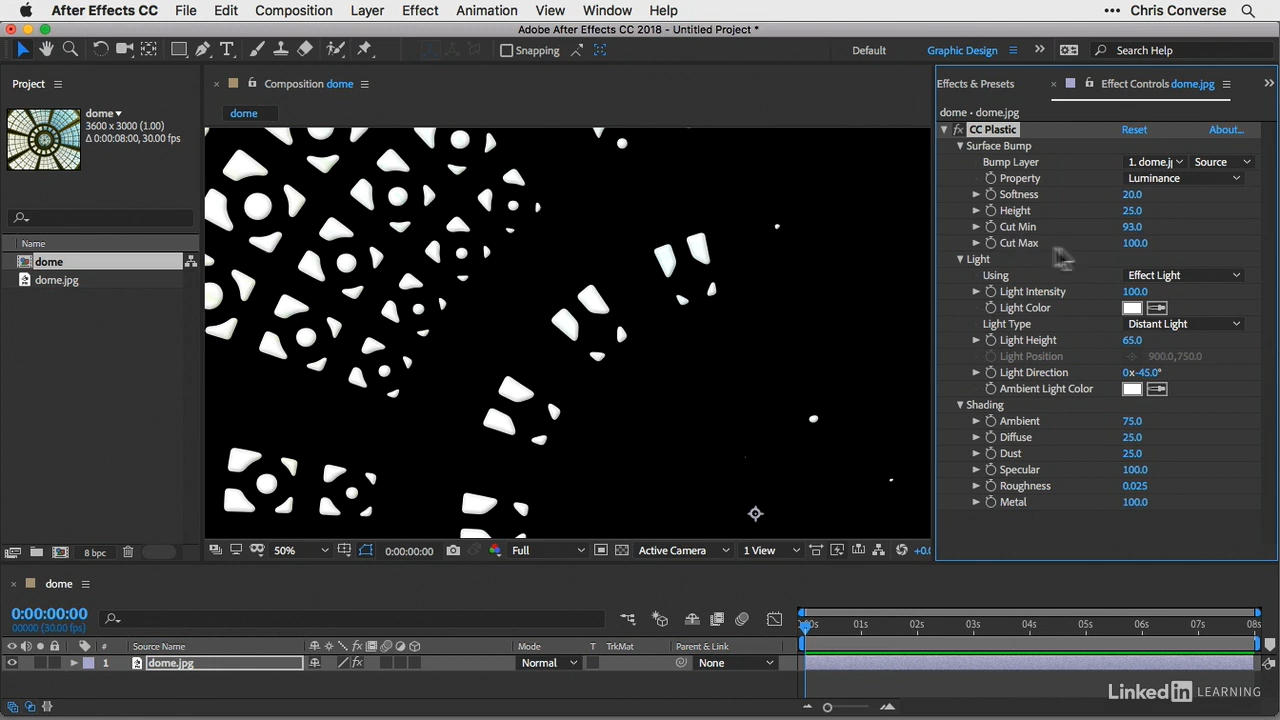 After Effects CC File Edit Composition Layer Effect Animation View Window Help ••• Chris Converse
Adobe After Effects CC 2018 - Untitled Project *
T Snapping Default Graphic Design Search Help
Project
dome
3600 x 3000 (1.00)
Δ 0:00:08:00, 30.00 fps
Name
dome
dome.jpg
8 bpc
Composition dome
dome
50% 0:00:00:00 Full Active Camera 1 View +0.0
Effects & Presets Effect Controls dome.jpg
dome • dome.jpg
fx CC Plastic Reset About...
Surface Bump
Bump Layer 1. dome.j Source
Property Luminance
Softness 20.0
Height 25.0
Cut Min 93.0
Cut Max 100.0
Light
Using Effect Light
Light Intensity 100.0
Light Color
Light Type Distant Light
Light Height 65.0
Light Position 900.0,750.0
Light Direction 0x-45.0°
Ambient Light Color
Shading
Ambient 75.0
Diffuse 25.0
Dust 25.0
Specular 100.0
Roughness 0.025
Metal 100.0
dome
0:00:00:00
00000 (30.00 fps)
:00s 01s 02s 03s 04s 05s 06s 07s 08s
# Source Name fx Mode T TrkMat Parent & Link
1 dome.jpg fx Normal None
LinkedIn LEARNING